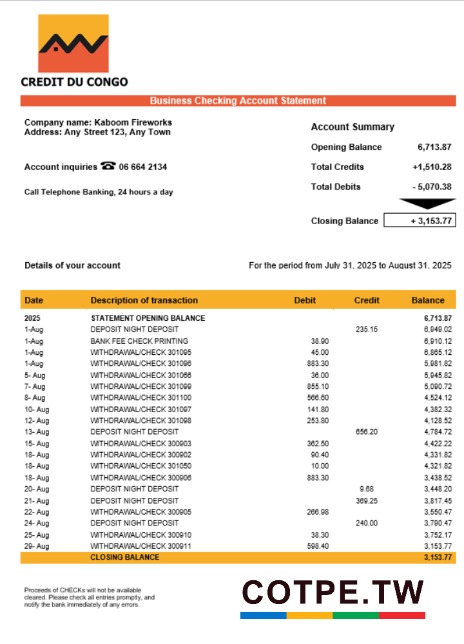 CREDIT DU CONGO
Business Checking Account Statement
Company name: Kaboom Fireworks
Address: Any Street 123, Any Town
Account inquiries ☎ 06 664 2134
Call Telephone Banking, 24 hours a day
Account Summary
Opening Balance 6,713.87
Total Credits +1,510.28
Total Debits - 5,070.38
Closing Balance + 3,153.77
Details of your account For the period from July 31, 2025 to August 31, 2025
Date Description of transaction Debit Credit Balance
2025 STATEMENT OPENING BALANCE 6,713.87
1-Aug DEPOSIT NIGHT DEPOSIT 235.15 6,949.02
1-Aug BANK FEE CHECK PRINTING 38.90 6,910.12
1-Aug WITHDRAWAL/CHECK 301095 45.00 6,865.12
1-Aug WITHDRAWAL/CHECK 301096 883.30 5,981.82
5- Aug WITHDRAWAL/CHECK 301066 36.00 5,945.82
7- Aug WITHDRAWAL/CHECK 301099 855.10 5,090.72
8- Aug WITHDRAWAL/CHECK 301100 566.60 4,524.12
10- Aug WITHDRAWAL/CHECK 301097 141.80 4,382.32
12- Aug WITHDRAWAL/CHECK 301098 253.80 4,128.52
13- Aug DEPOSIT NIGHT DEPOSIT 656.20 4,784.72
15- Aug WITHDRAWAL/CHECK 300903 362.50 4,422.22
18- Aug WITHDRAWAL/CHECK 300902 90.40 4,331.82
18- Aug WITHDRAWAL/CHECK 301050 10.00 4,321.82
18- Aug WITHDRAWAL/CHECK 300906 883.30 3,438.52
20- Aug DEPOSIT NIGHT DEPOSIT 9.68 3,448.20
21- Aug DEPOSIT NIGHT DEPOSIT 369.25 3,817.45
22- Aug WITHDRAWAL/CHECK 300905 266.98 3,550.47
24- Aug DEPOSIT NIGHT DEPOSIT 240.00 3,790.47
25- Aug WITHDRAWAL/CHECK 300910 38.30 3,752.17
29- Aug WITHDRAWAL/CHECK 300911 598.40 3,153.77
CLOSING BALANCE 3,153.77
Proceeds of CHECKs will not be available
cleared. Please check all entries promptly, and
notify the bank immediately of any errors.
COTPE.TW